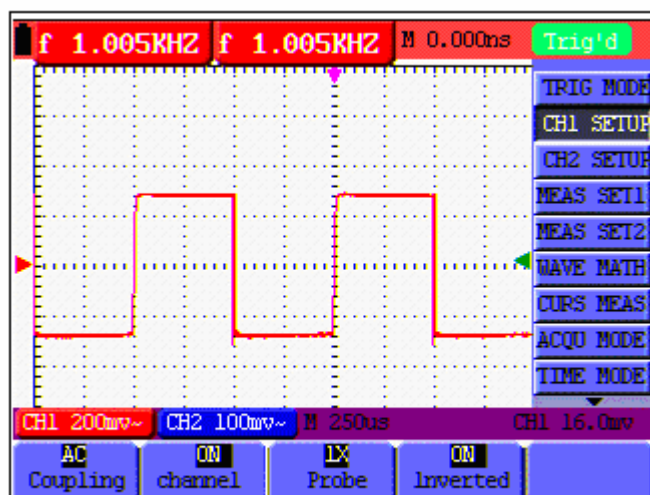 f 1.005KHZ f 1.005KHZ M 0.000ns Trig'd
TRIG MODE
CH1 SETUP
CH2 SETUP
MEAS SET1
MEAS SET2
WAVE MATH
CURS MEAS
ACQU MODE
TIME MODE
CH1 200mv~ CH2 100mv~ M 250us CH1 16.0mv
AC ON 1X ON
Coupling channel Probe Inverted